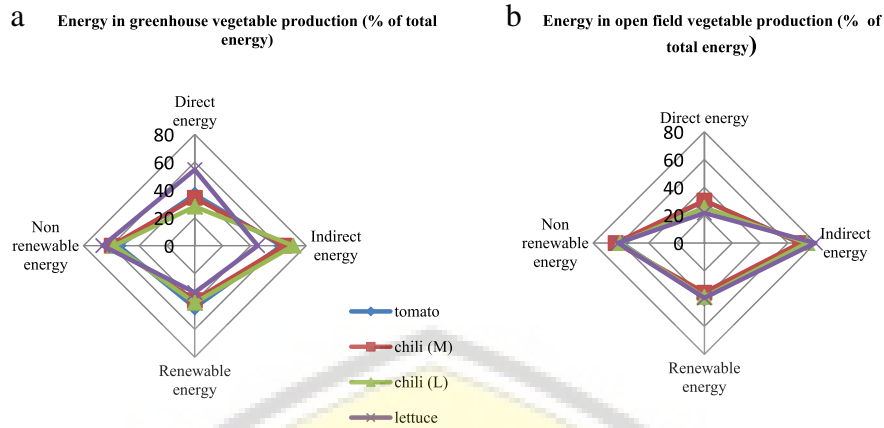 a
Energy in greenhouse vegetable production (% of total
energy)
Direct
energy
80
60
40
20
0
Non
renewable
energy
Indirect
energy
Renewable
energy
b
Energy in open field vegetable production (% of
total energy)
Direct energy
80
60
40
20
0
Non
renewable
energy
Indirect
energy
Renewable
energy
tomato
chili (M)
chili (L)
lettuce